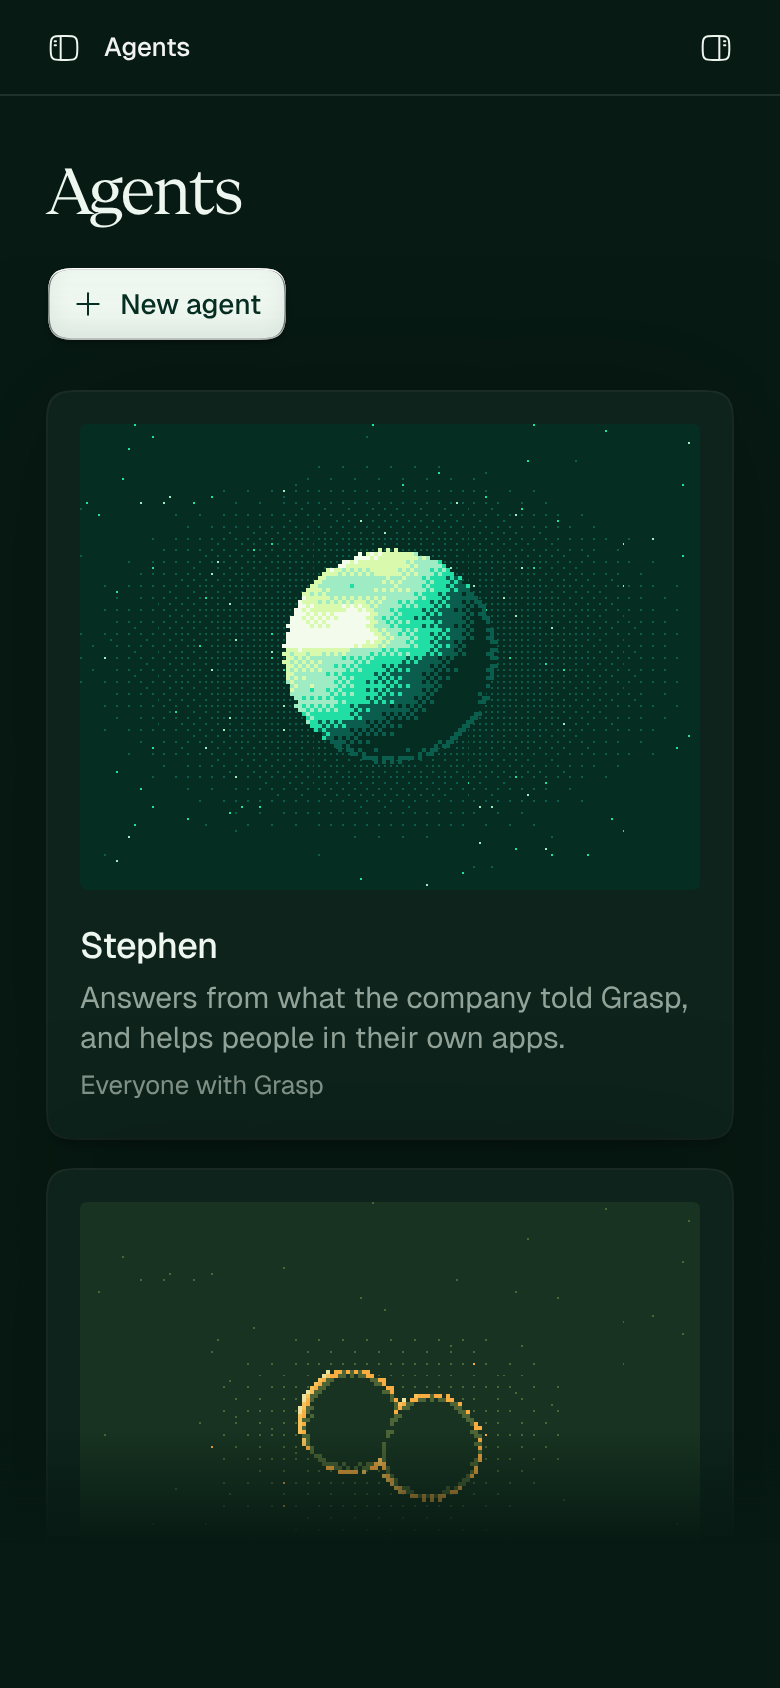 Agents
Agents
New agent
Stephen
Answers from what the company told Grasp,
and helps people in their own apps.
Everyone with Grasp